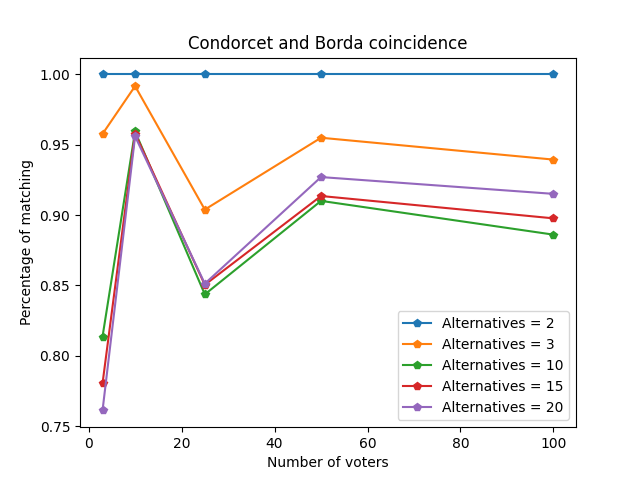 Condorcet and Borda coincidence
Percentage of matching
1.00
0.95
0.90
0.85
0.80
0.75
0
20
40
60
80
100
Number of voters
Alternatives = 2
Alternatives = 3
Alternatives = 10
Alternatives = 15
Alternatives = 20